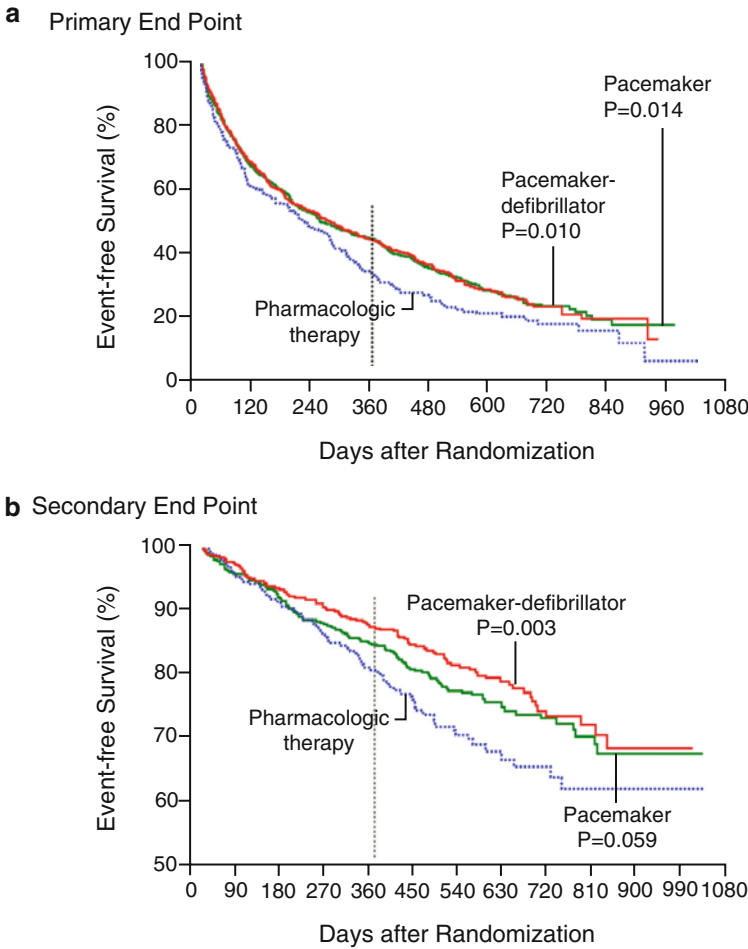 a Primary End Point
Event-free Survival (%)
100
80
60
40
20
0
Pacemaker
P=0.014
Pacemaker-
defibrillator
P=0.010
Pharmacologic
therapy
0 120 240 360 480 600 720 840 960 1080
Days after Randomization
b Secondary End Point
Event-free Survival (%)
100
90
80
70
60
50
Pacemaker-defibrillator
P=0.003
Pharmacologic
therapy
Pacemaker
P=0.059
0 90 180 270 360 450 540 630 720 810 900 990 1080
Days after Randomization